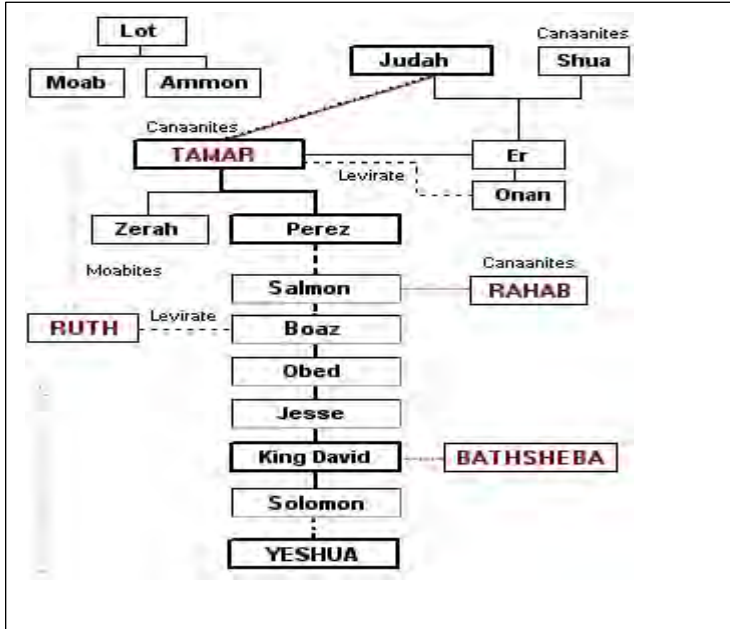 Lot
Canaanites
Judah
Shua
Moab
Ammon
Canaanites
TAMAR
Er
Levirate
Onan
Zerah
Perez
Moabites
Canaanites
Salmon
RAHAB
RUTH
Levirate
Boaz
Obed
Jesse
King David
BATHSHEBA
Solomon
YESHUA